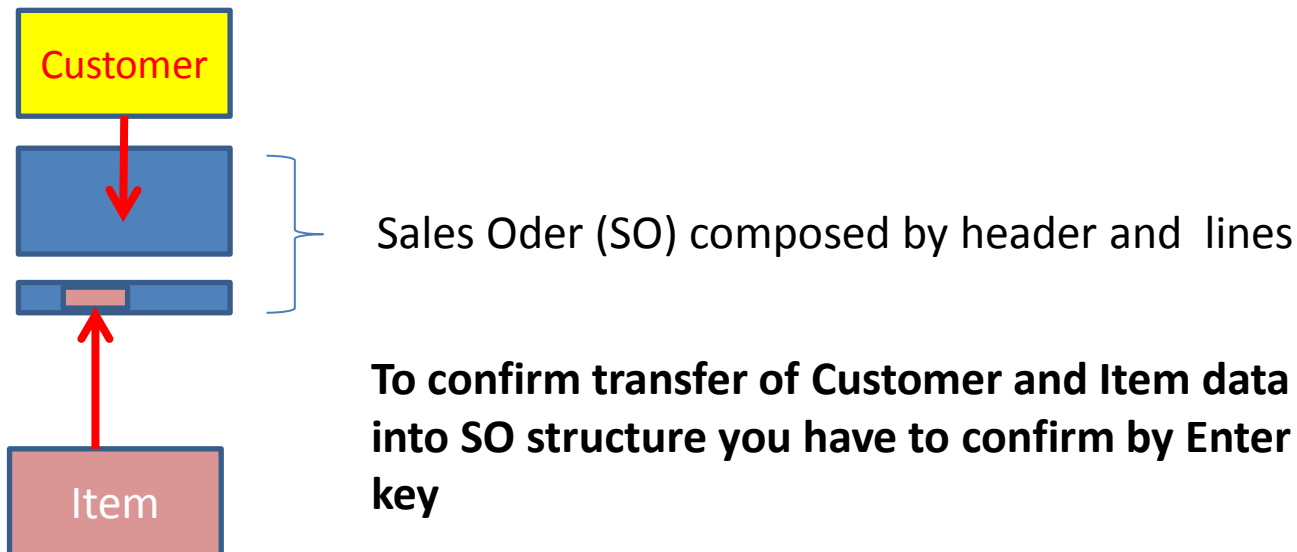 Customer
Sales Oder (SO) composed by header and lines
To confirm transfer of Customer and Item data
into SO structure you have to confirm by Enter
key
Item